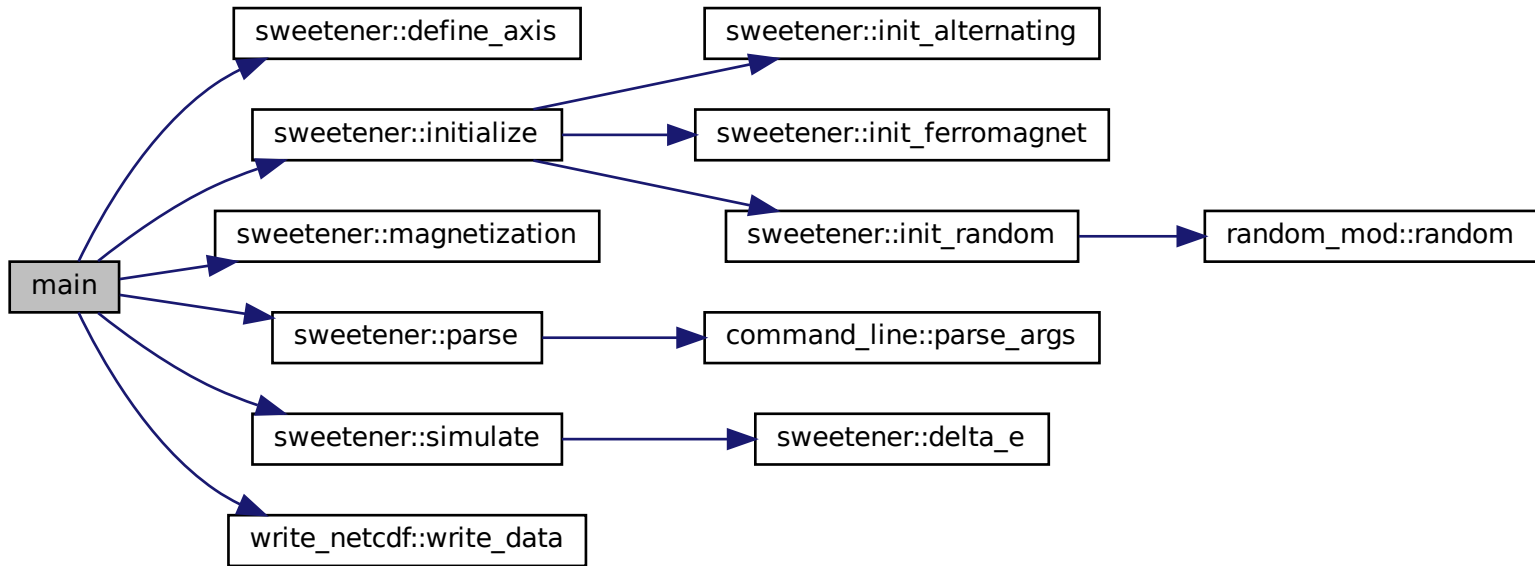 main
sweetener::define_axis
sweetener::initialize
sweetener::init_alternating
sweetener::init_ferromagnet
sweetener::init_random
random_mod::random
sweetener::magnetization
sweetener::parse
command_line::parse_args
sweetener::simulate
sweetener::delta_e
write_netcdf::write_data